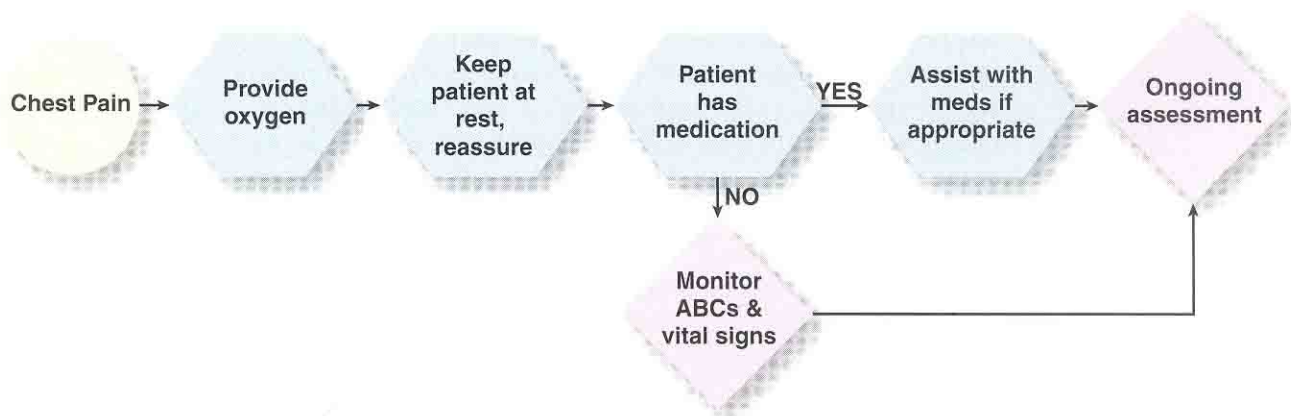 Chest Pain
Provide
oxygen
Keep
patient at
rest,
reassure
Patient
has
medication
YES
Assist with
meds if
appropriate
Ongoing
assessment
NO
Monitor
ABCs &
vital signs